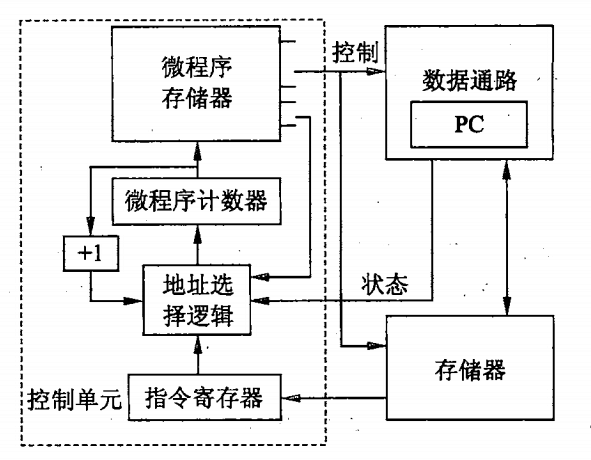 微程序
存储器
控制
数据通路
PC
微程序计数器
+1
地址选
择逻辑
状态
存储器
控制单元
指令寄存器